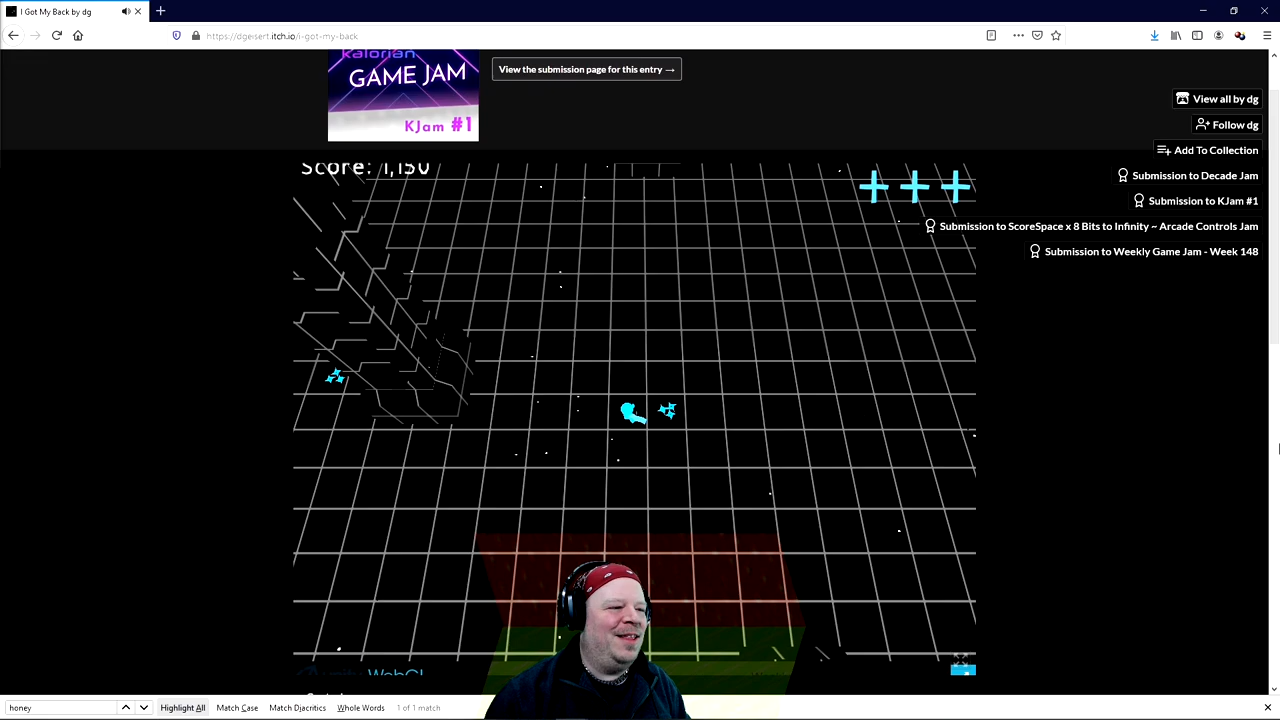 I Got My Back by dg
https://dgeisert.itch.io/i-got-my-back
kalorian
GAME JAM
KJam #1
View the submission page for this entry →
View all by dg
Follow dg
Add To Collection
Submission to Decade Jam
Submission to KJam #1
Submission to ScoreSpace x 8 Bits to Infinity ~ Arcade Controls Jam
Submission to Weekly Game Jam - Week 148
Score: 1,150
WebGL
honey
Highlight All
Match Case
Match Diacritics
Whole Words
1 of 1 match